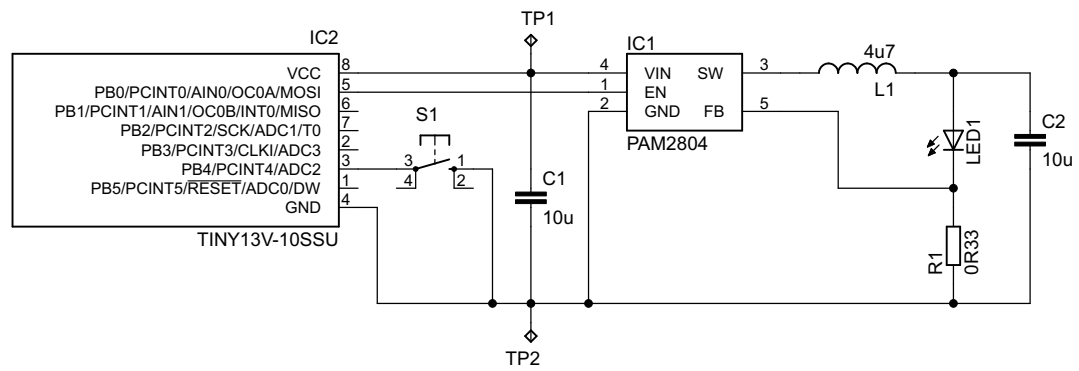 TP1
IC2
VCC 8
PB0/PCINT0/AIN0/OC0A/MOSI 5
PB1/PCINT1/AIN1/OC0B/INT0/MISO 6
PB2/PCINT2/SCK/ADC1/T0 7
PB3/PCINT3/CLKI/ADC3 2
PB4/PCINT4/ADC2 3
PB5/PCINT5/RESET/ADC0/DW 1
GND 4
TINY13V-10SSU
S1
3 1
4 2
C1
10u
IC1
4 VIN SW 3
1 EN
2 GND FB 5
PAM2804
4u7
L1
LED1
C2
10u
R1
0R33
TP2